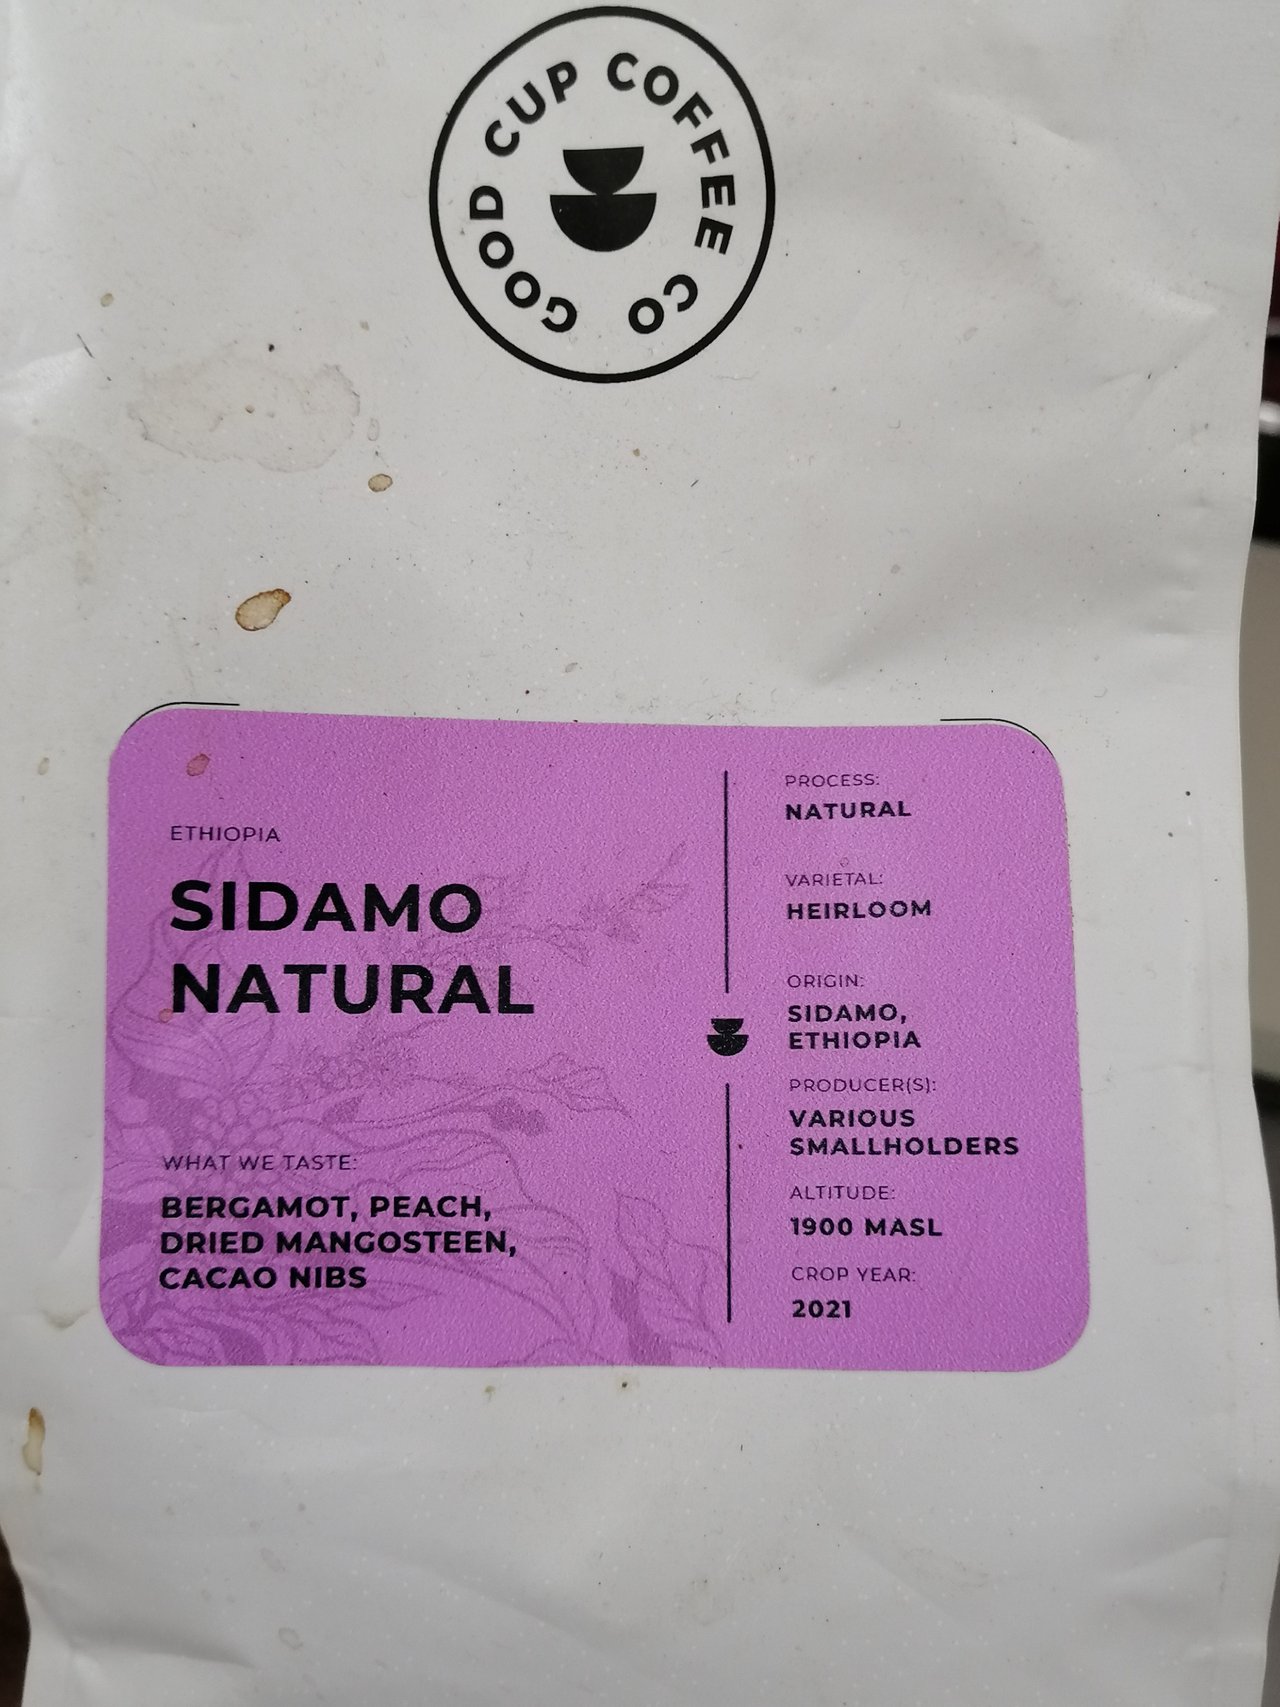 GOOD CUP COFFEE CO
ETHIOPIA
SIDAMO
NATURAL
WHAT WE TASTE:
BERGAMOT, PEACH,
DRIED MANGOSTEEN,
CACAO NIBS
PROCESS:
NATURAL
VARIETAL:
HEIRLOOM
ORIGIN:
SIDAMO,
ETHIOPIA
PRODUCER(S):
VARIOUS
SMALLHOLDERS
ALTITUDE:
1900 MASL
CROP YEAR:
2021